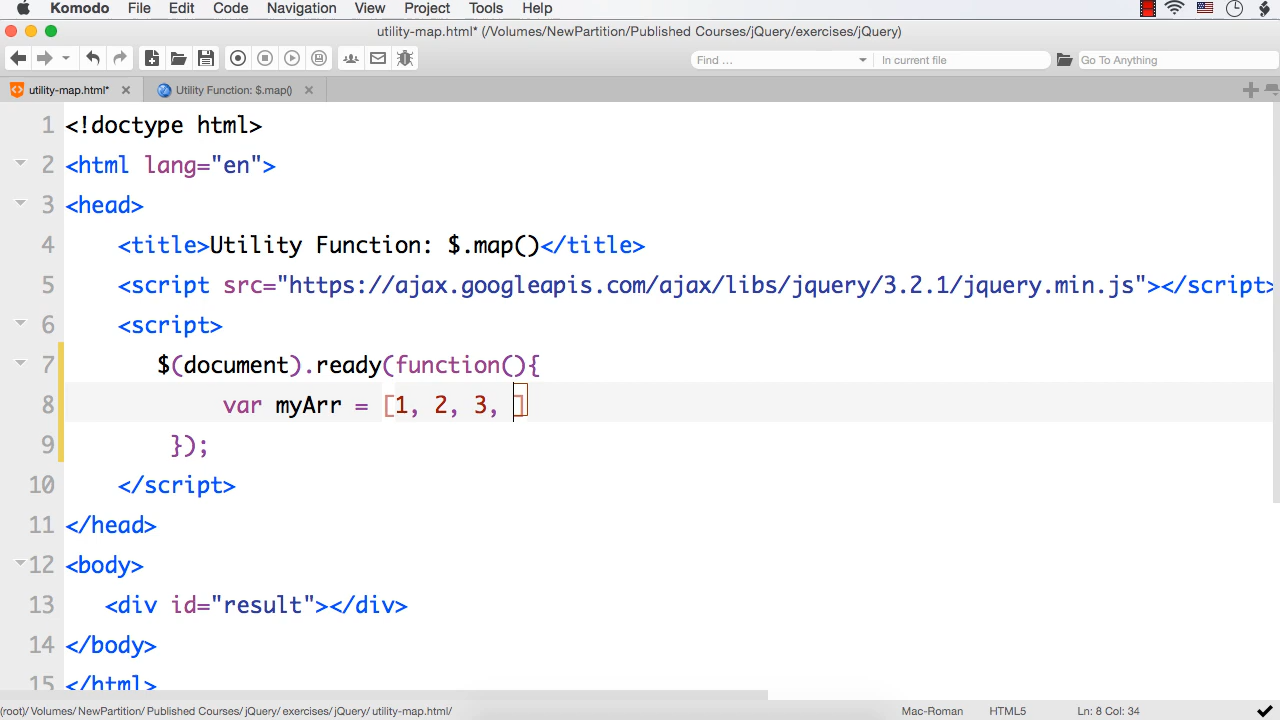 Komodo File Edit Code Navigation View Project Tools Help
utility-map.html* (/Volumes/NewPartition/Published Courses/jQuery/exercises/jQuery)
Find ... In current file Go To Anything
utility-map.html* Utility Function: $.map()
1 <!doctype html>
2 <html lang="en">
3 <head>
4 <title>Utility Function: $.map()</title>
5 <script src="https://ajax.googleapis.com/ajax/libs/jquery/3.2.1/jquery.min.js"></script>
6 <script>
7 $(document).ready(function(){
8 var myArr = [1, 2, 3, ]
9 });
10 </script>
11 </head>
12 <body>
13 <div id="result"></div>
14 </body>
15 </html>
(root)/ Volumes/ NewPartition/ Published Courses/ jQuery/ exercises/ jQuery/ utility-map.html/ Mac-Roman HTML5 Ln: 8 Col: 34